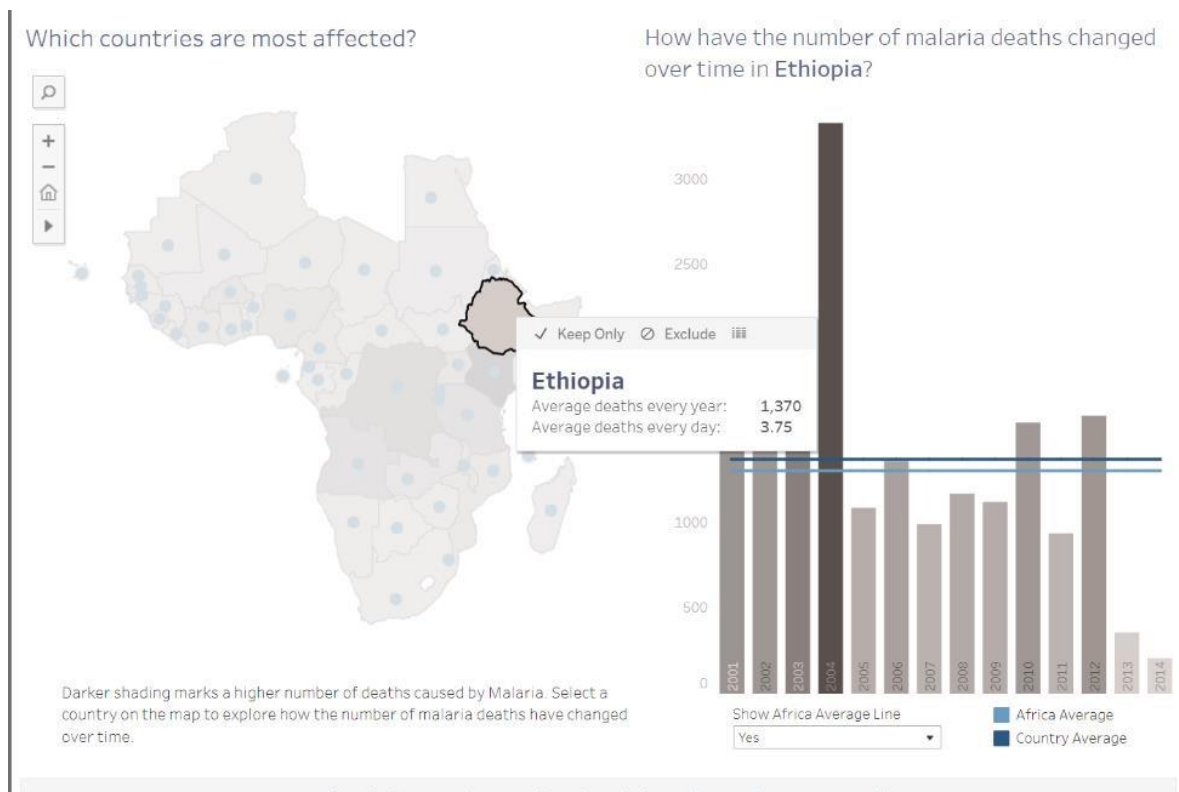 Which countries are most affected?
How have the number of malaria deaths changed
over time in Ethiopia?
3000
2500
1000
500
0
Keep Only
Exclude
Ethiopia
Average deaths every year: 1,370
Average deaths every day: 3.75
2001
2002
2003
2004
2005
2006
2007
2008
2009
2010
2011
2012
2013
2014
Darker shading marks a higher number of deaths caused by Malaria. Select a
country on the map to explore how the number of malaria deaths have changed
over time.
Show Africa Average Line
Yes
Africa Average
Country Average